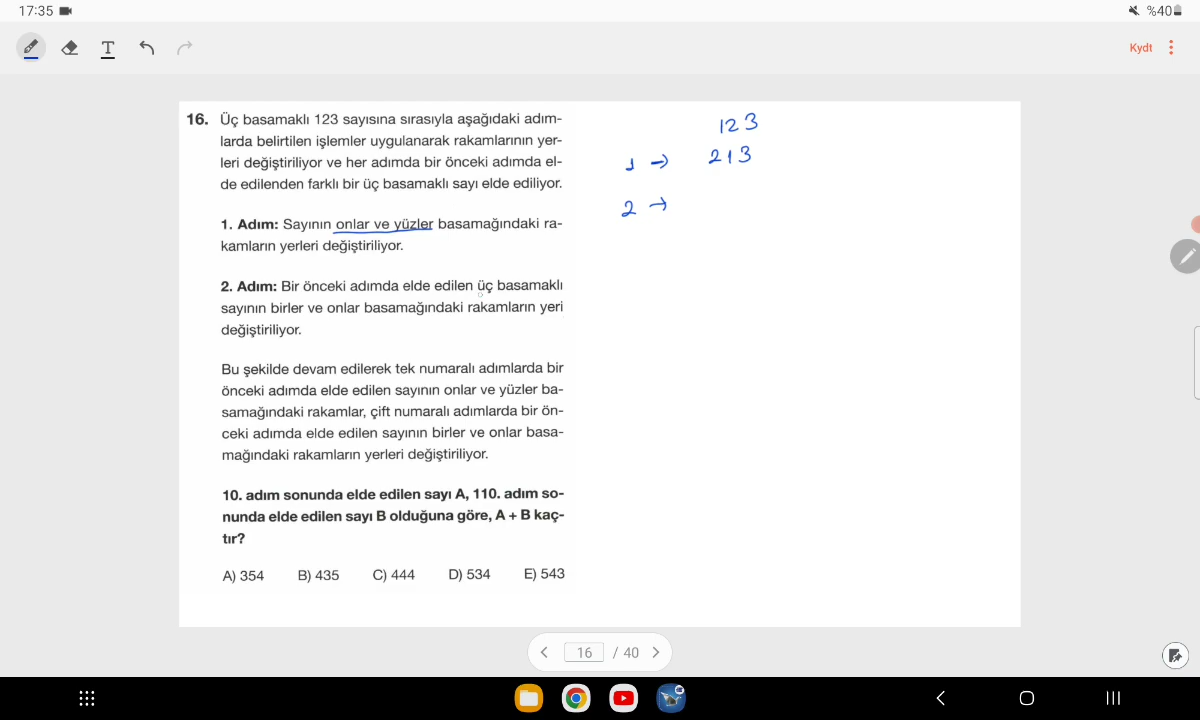 17:35
%40
T
Kydt
16. Üç basamaklı 123 sayısına sırasıyla aşağıdaki adım-
larda belirtilen işlemler uygulanarak rakamlarının yer-
leri değiştiriliyor ve her adımda bir önceki adımda el-
de edilenden farklı bir üç basamaklı sayı elde ediliyor.
1. Adım: Sayının onlar ve yüzler basamağındaki ra-
kamların yerleri değiştiriliyor.
2. Adım: Bir önceki adımda elde edilen üç basamaklı
sayının birler ve onlar basamağındaki rakamların yeri
değiştiriliyor.
Bu şekilde devam edilerek tek numaralı adımlarda bir
önceki adımda elde edilen sayının onlar ve yüzler ba-
samağındaki rakamlar, çift numaralı adımlarda bir ön-
ceki adımda elde edilen sayının birler ve onlar basa-
mağındaki rakamların yerleri değiştiriliyor.
10. adım sonunda elde edilen sayı A, 110. adım so-
nunda elde edilen sayı B olduğuna göre, A + B kaç-
tır?
A) 354 B) 435 C) 444 D) 534 E) 543
123
1 → 213
2 →
16 / 40